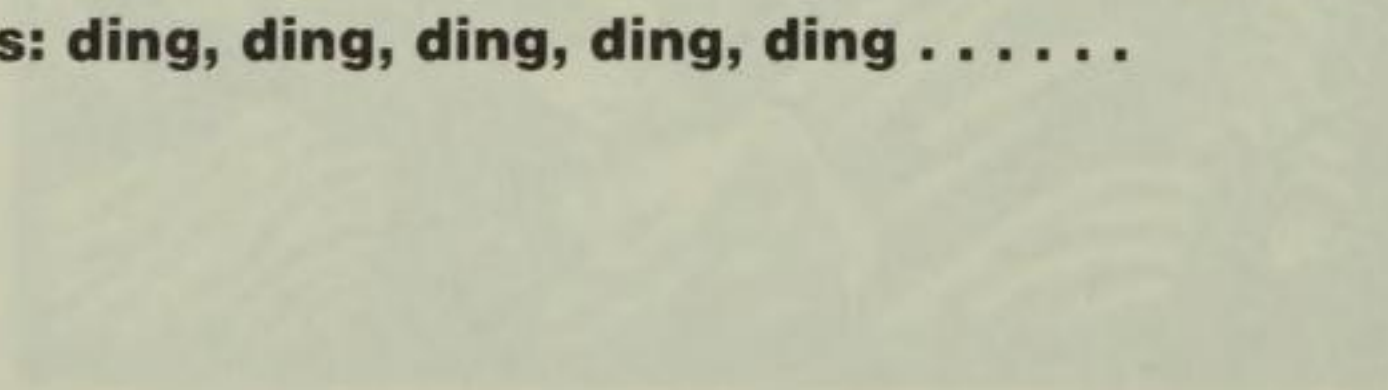 s: ding, ding, ding, ding, ding . . . . . .